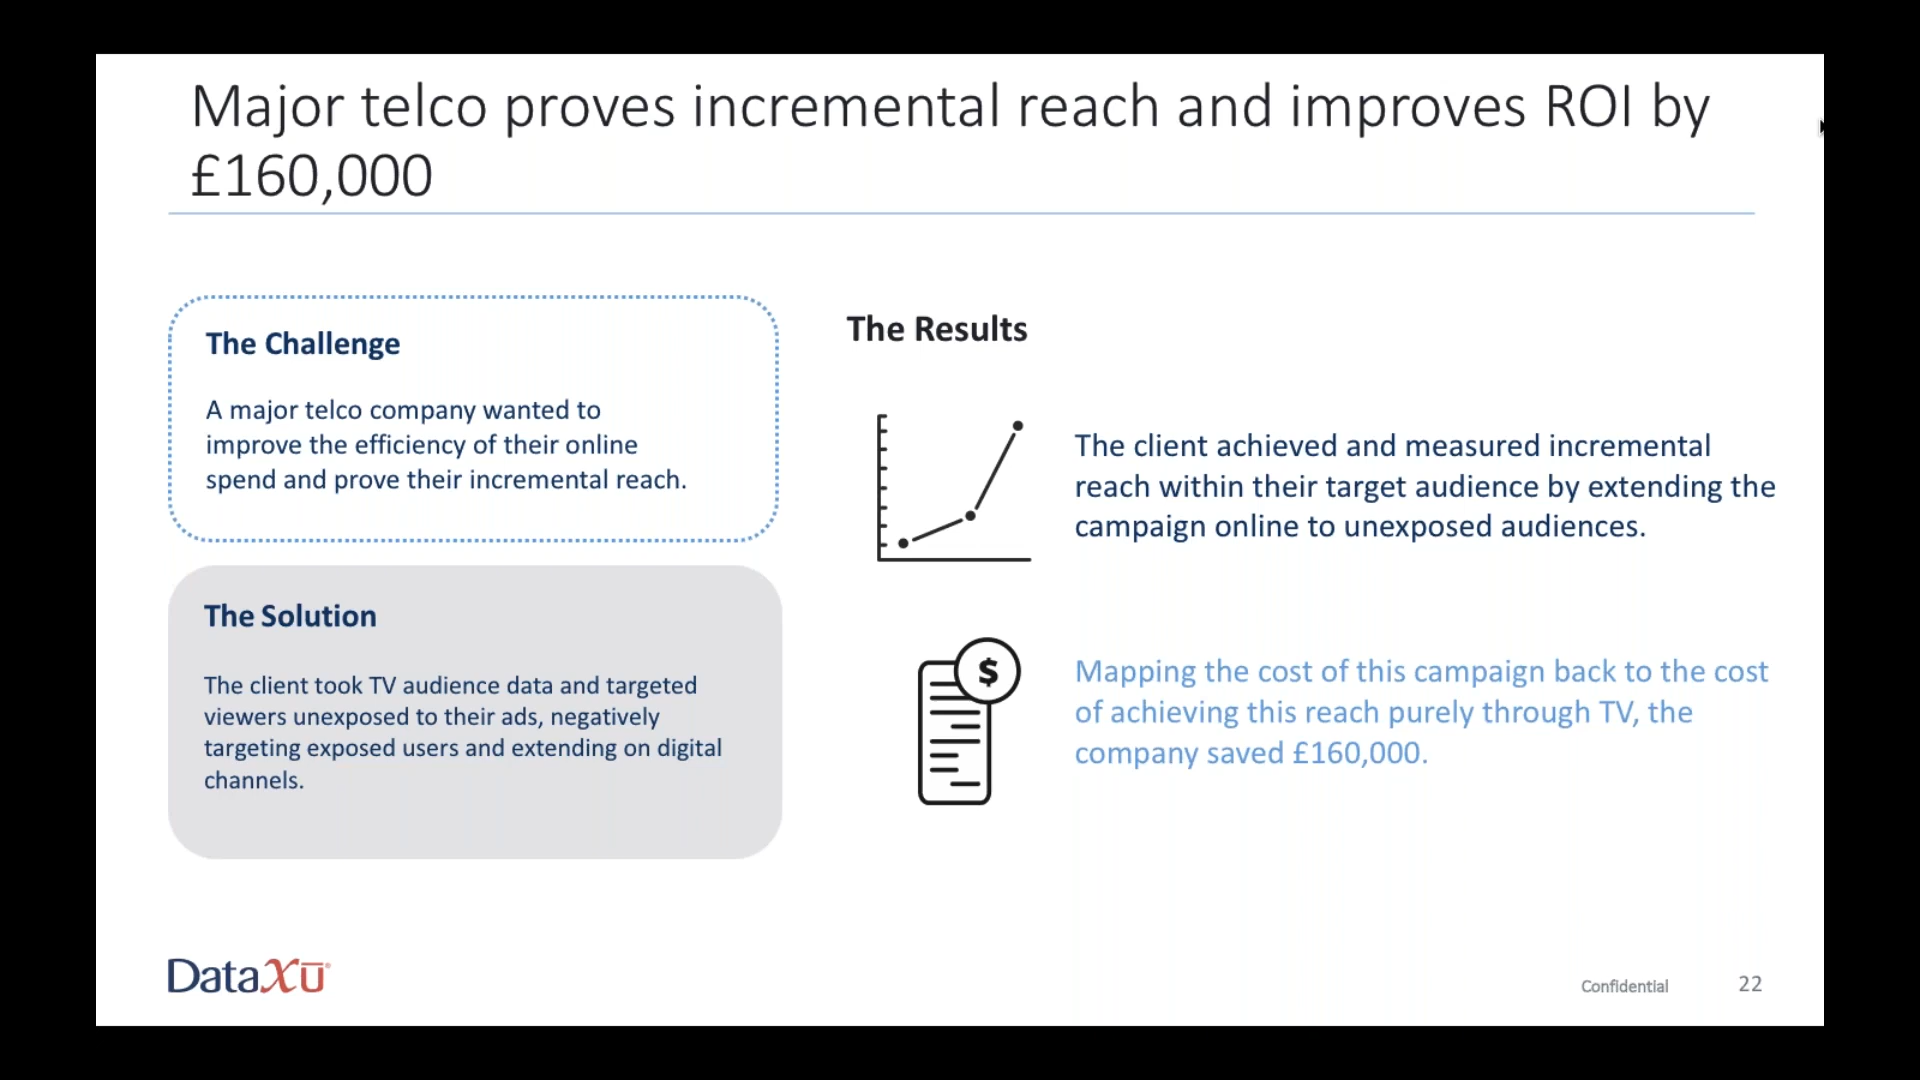 Major telco proves incremental reach and improves ROI by
£160,000
The Challenge
A major telco company wanted to
improve the efficiency of their online
spend and prove their incremental reach.
The Solution
The client took TV audience data and targeted
viewers unexposed to their ads, negatively
targeting exposed users and extending on digital
channels.
The Results
The client achieved and measured incremental
reach within their target audience by extending the
campaign online to unexposed audiences.
$
Mapping the cost of this campaign back to the cost
of achieving this reach purely through TV, the
company saved £160,000.
DataXū®
Confidential
22